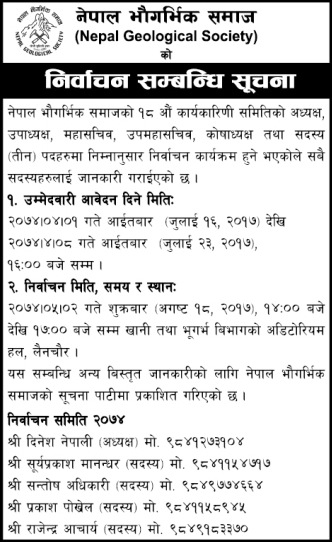 नेपाल भौगर्भिक समाज
(Nepal Geological Society)
को
निर्वाचन सम्बन्धि सूचना
नेपाल भौगर्भिक समाजको १८ औं कार्यकारिणी समितिको अध्यक्ष,
उपाध्यक्ष, महासचिव, उपमहासचिव, कोषाध्यक्ष तथा सदस्य
(तीन) पदहरुमा निम्नानुसार निर्वाचन कार्यक्रम हुने भएकोले सबै
सदस्यहरुलाई जानकारी गराईएको छ ।
१. उम्मेदवारी आवेदन दिने मितिः
२०७४।०४।०१ गते आईतबार (जुलाई १६, २०१७) देखि
२०७४।४।०८ गते आईतबार (जुलाई २३, २०१७),
१६:०० बजे सम्म ।
२. निर्वाचन मिति, समय र स्थानः
२०७४।०५।०२ गते शुक्रबार (अगष्ट १८, २०१७), १४:०० बजे
देखि १७:०० बजे सम्म खानी तथा भूगर्भ विभागको अडिटोरियम
हल, लैनचौर ।
यस सम्बन्धि अन्य विस्तृत जानकारीको लागि नेपाल भौगर्भिक
समाजको सूचना पाटीमा प्रकाशित गरिएको छ ।
निर्वाचन समिति २०७४
श्री दिनेश नेपाली (अध्यक्ष) मो. ९८४१२७३१०४
श्री सूर्यप्रकाश मानन्धर (सदस्य) मो. ९८४११५४७१७
श्री सन्तोष अधिकारी (सदस्य) मो. ९८४९७७४६६४
श्री प्रकाश पोख्रेल (सदस्य) मो. ९८४११५८९४५
श्री राजेन्द्र आचार्य (सदस्य) मो. ९८४९१८३३७०